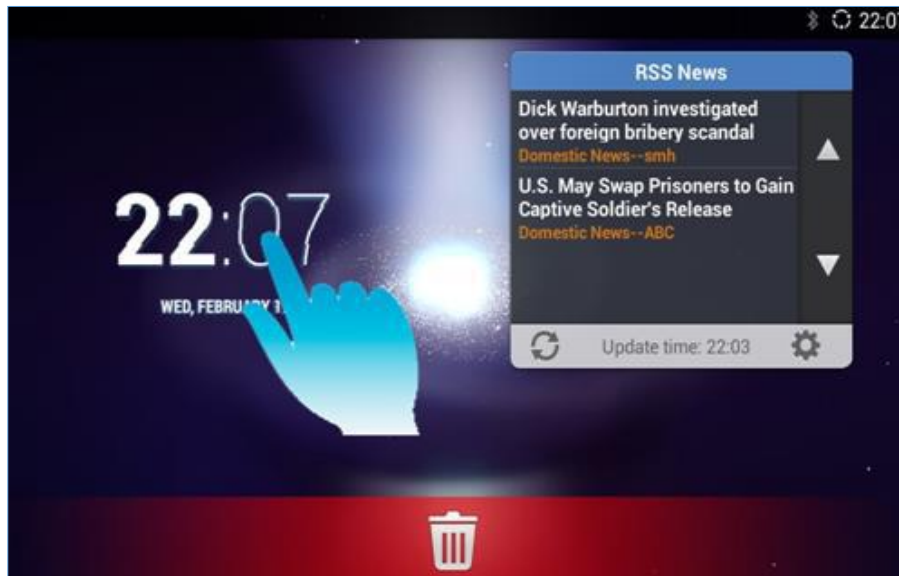 22:07
RSS News
Dick Warburton investigated
over foreign bribery scandal
Domestic News--smh
U.S. May Swap Prisoners to Gain
Captive Soldier's Release
Domestic News--ABC
Update time: 22:03
22:07
WED, FEBRUARY